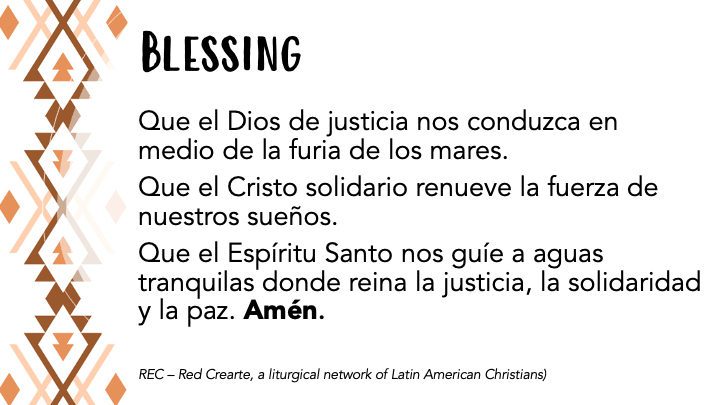 BLESSING
Que el Dios de justicia nos conduzca en
medio de la furia de los mares.
Que el Cristo solidario renueve la fuerza de
nuestros sueños.
Que el Espíritu Santo nos guíe a aguas
tranquilas donde reina la justicia, la solidaridad
y la paz. Amén.
REC – Red Crearte, a liturgical network of Latin American Christians)